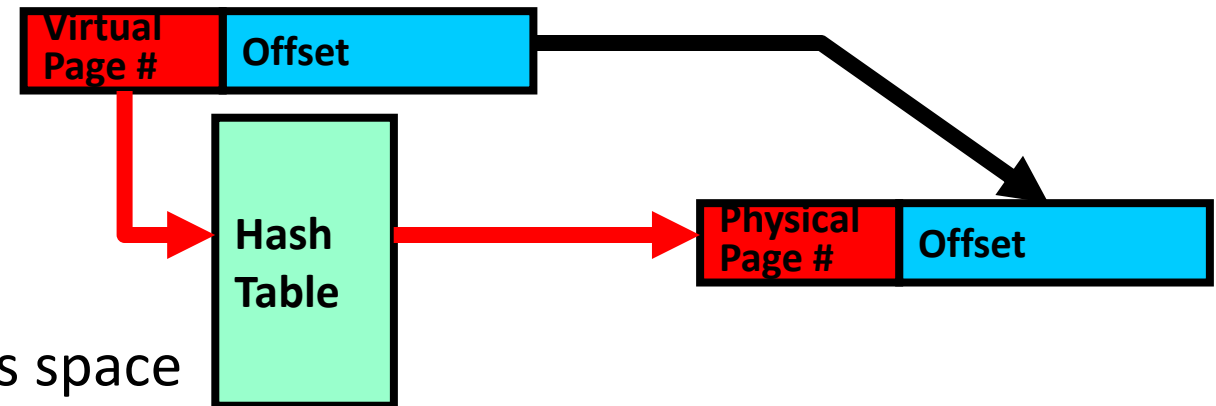 Virtual
Page #
Offset
Hash
Table
Physical
Page #
Offset
s space